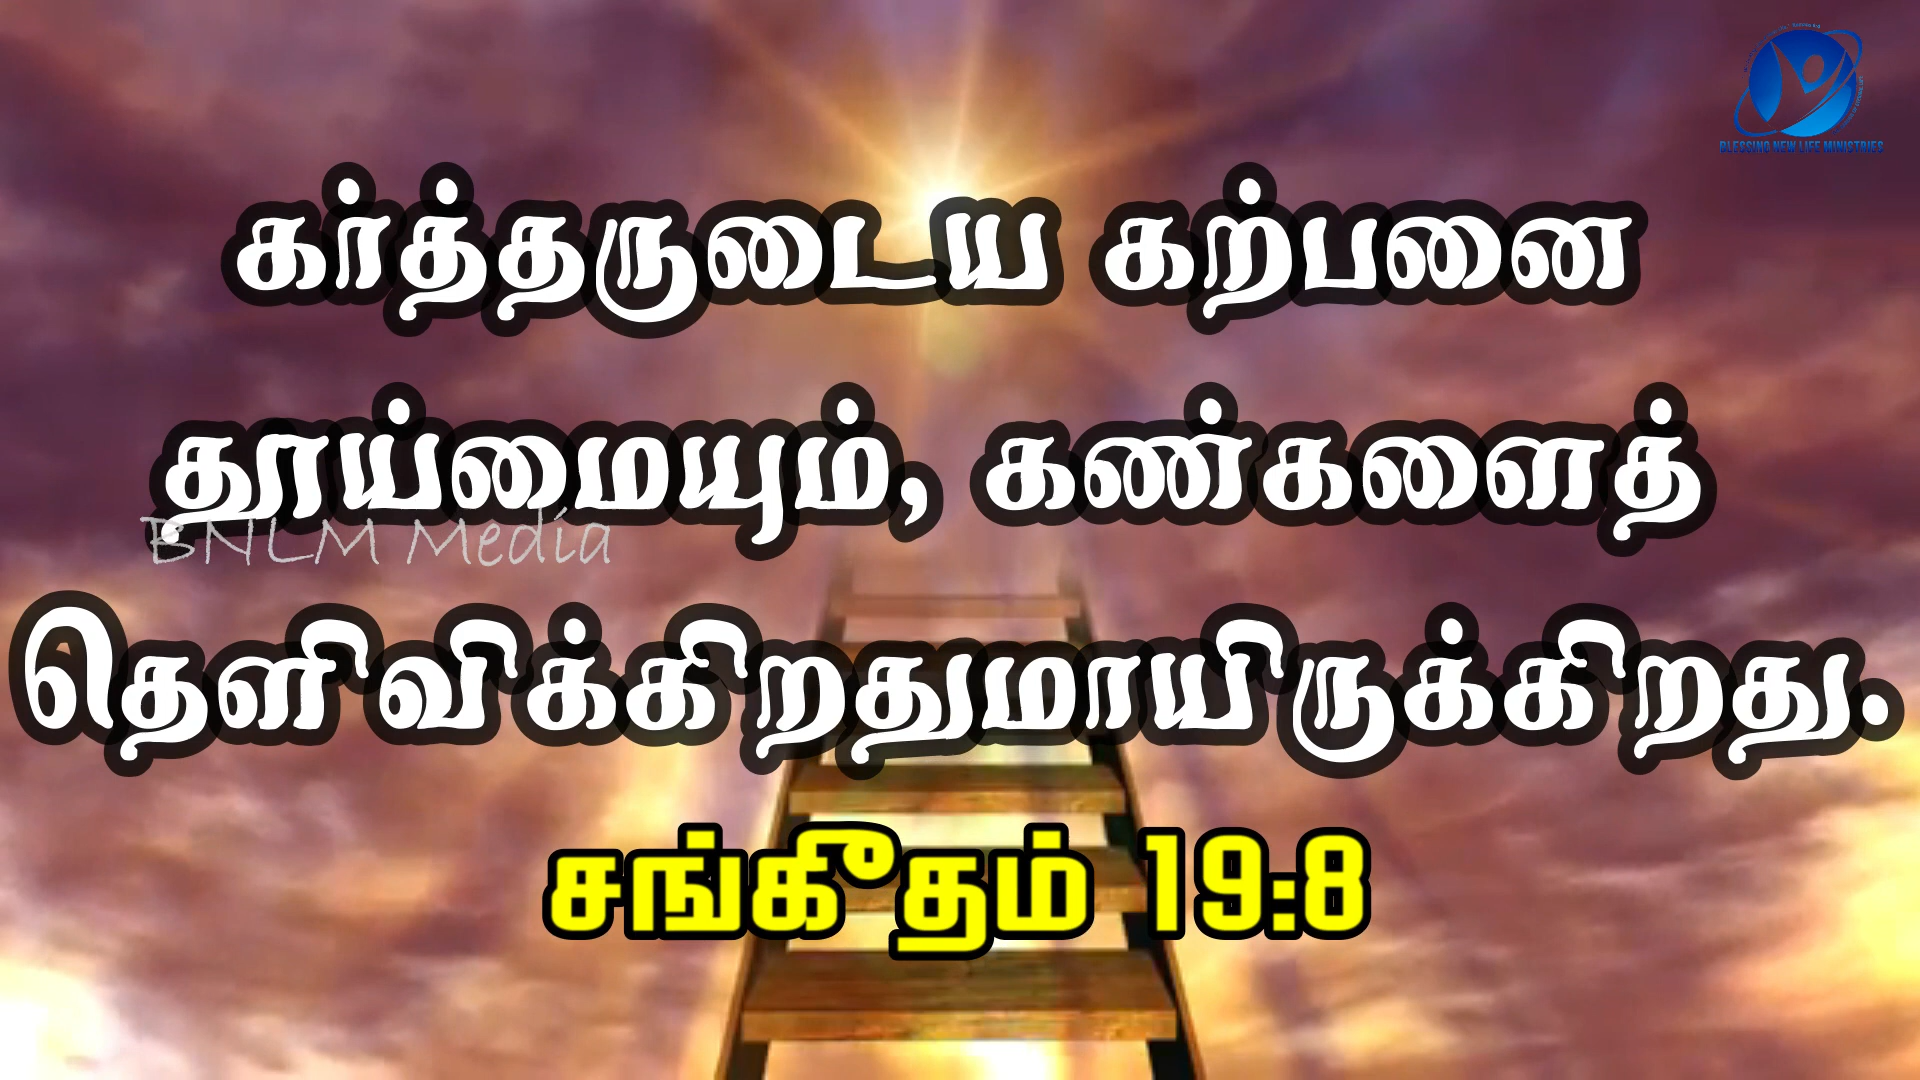 BLESSING NEW LIFE MINISTRIES
கர்த்தருடைய கற்பனை
தூய்மையும், கண்களைத்
BNLM Media
தெளிவிக்கிறதுமாயிருக்கிறது.
சங்கீதம் 19:8